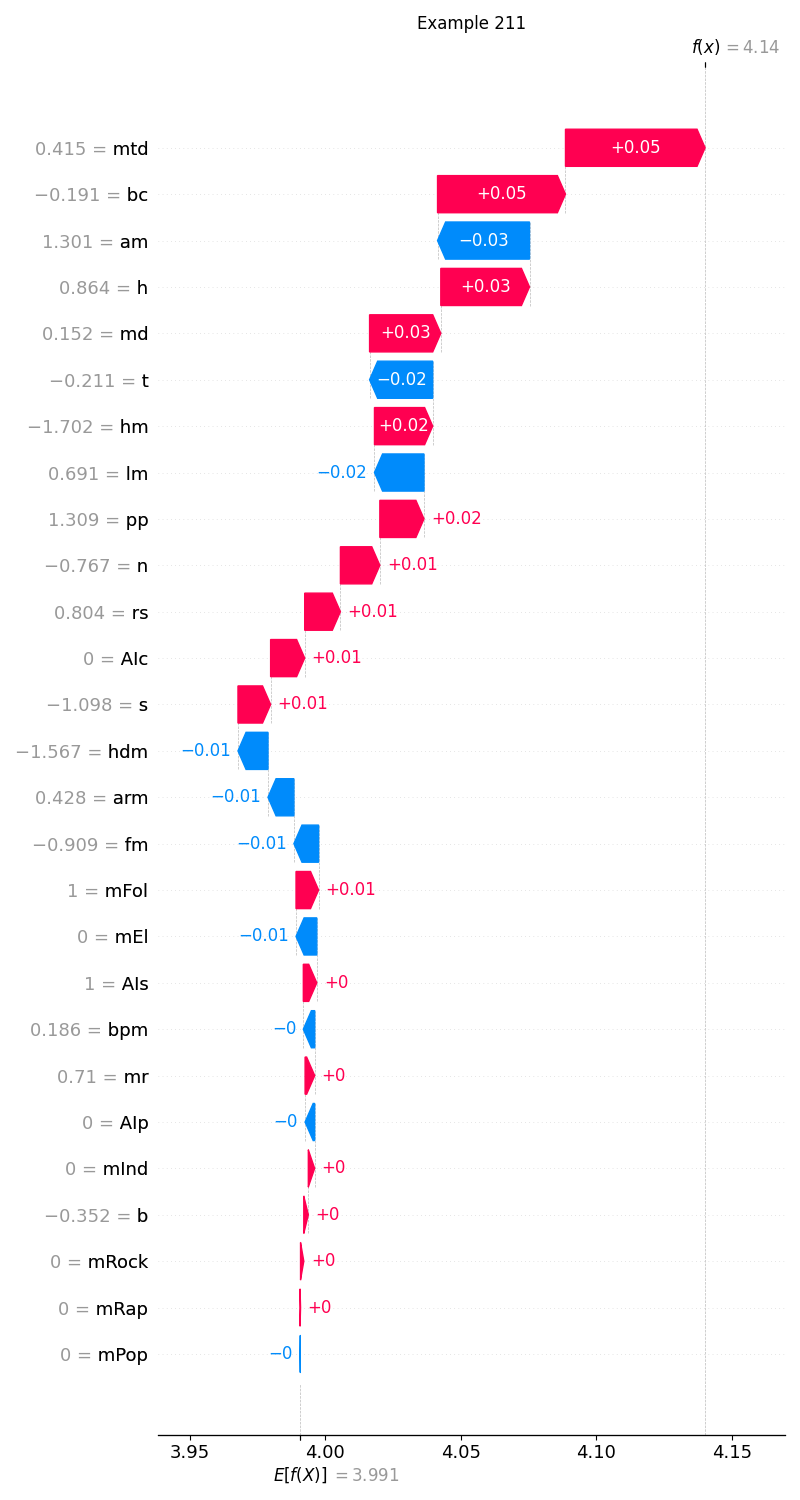 Example 211
f(x) = 4.14
0.415 = mtd +0.05
−0.191 = bc +0.05
1.301 = am −0.03
0.864 = h +0.03
0.152 = md +0.03
−0.211 = t −0.02
−1.702 = hm +0.02
0.691 = lm −0.02
1.309 = pp +0.02
−0.767 = n +0.01
0.804 = rs +0.01
0 = AIc +0.01
−1.098 = s +0.01
−1.567 = hdm −0.01
0.428 = arm −0.01
−0.909 = fm −0.01
1 = mFol +0.01
0 = mEl −0.01
1 = AIs +0
0.186 = bpm −0
0.71 = mr +0
0 = AIp −0
0 = mInd +0
−0.352 = b +0
0 = mRock +0
0 = mRap +0
0 = mPop −0
3.95 4.00 4.05 4.10 4.15
E[f(X)] = 3.991